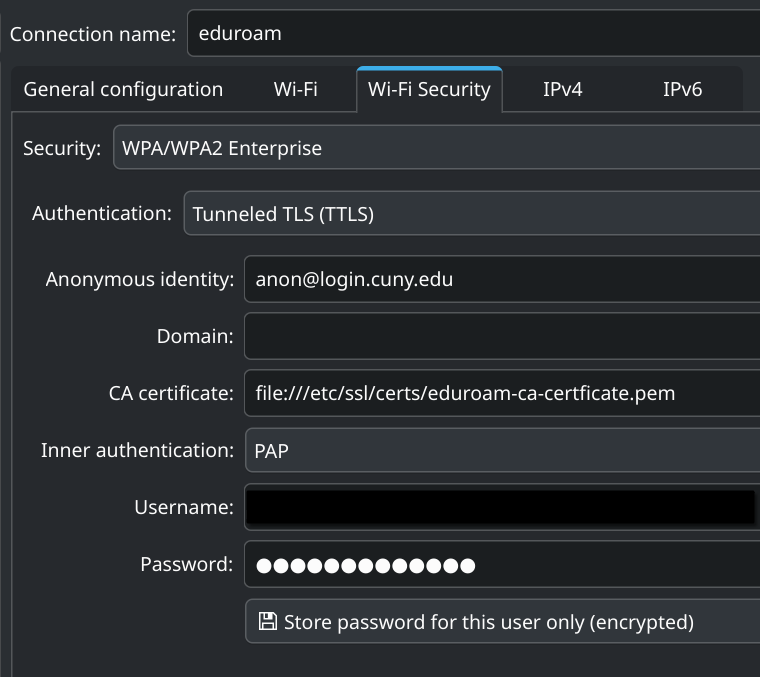 Connection name: eduroam
General configuration Wi-Fi Wi-Fi Security IPv4 IPv6
Security: WPA/WPA2 Enterprise
Authentication: Tunneled TLS (TTLS)
Anonymous identity: anon@login.cuny.edu
Domain:
CA certificate: file:///etc/ssl/certs/eduroam-ca-certficate.pem
Inner authentication: PAP
Username:
Password: ●●●●●●●●●●●●●
Store password for this user only (encrypted)